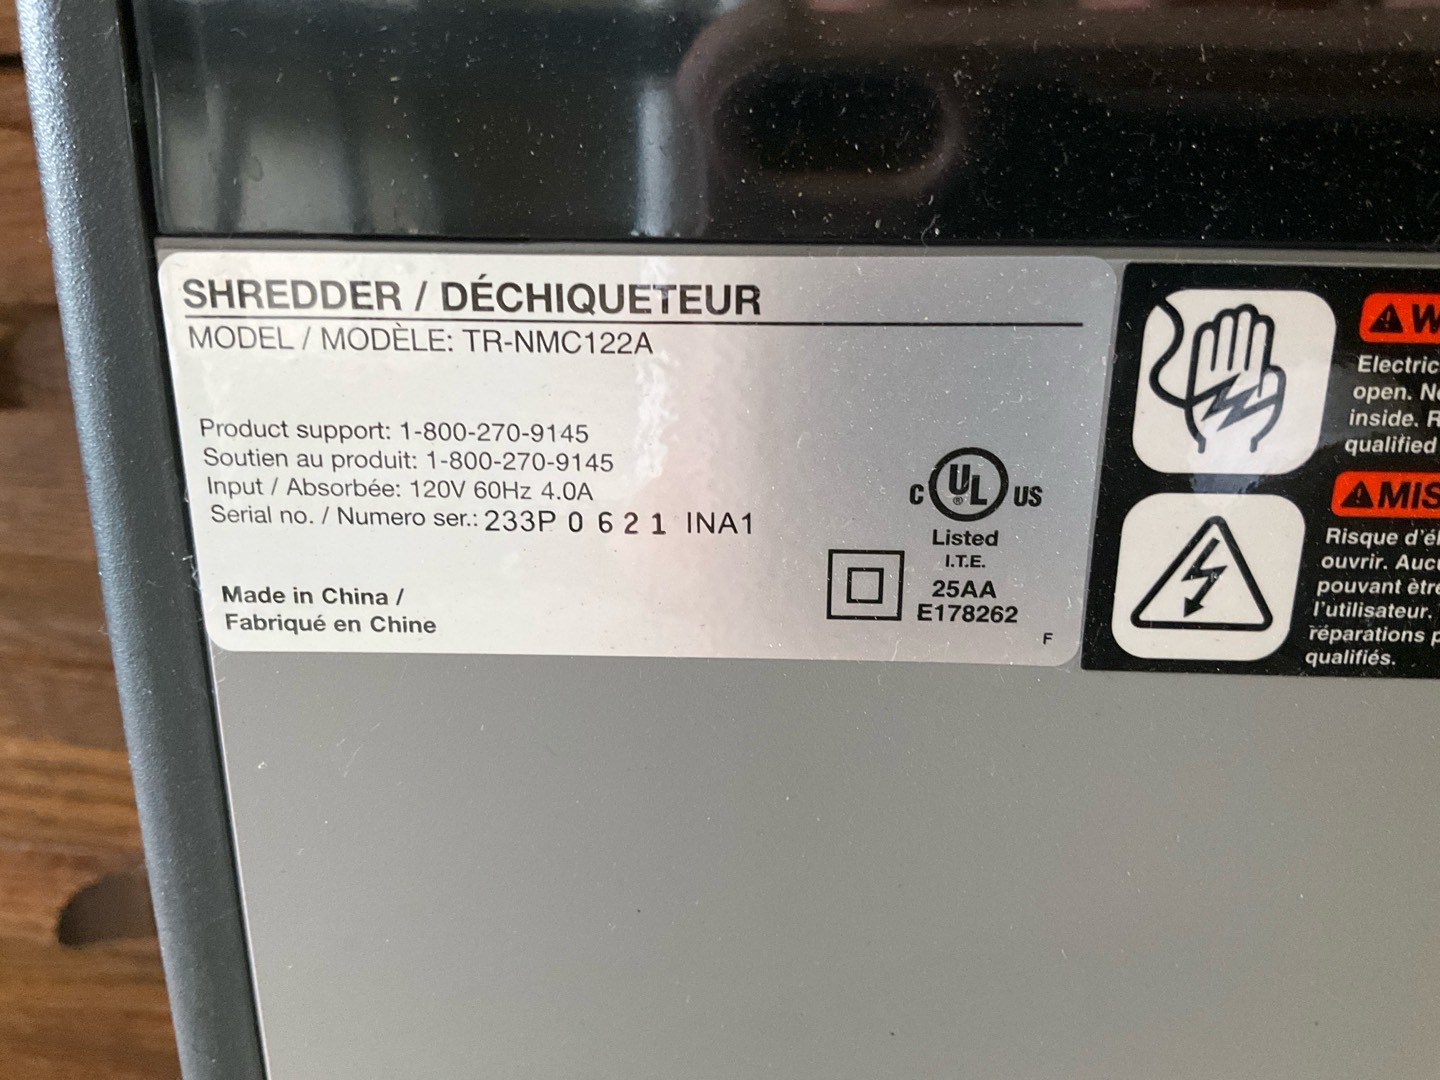 SHREDDER / DÉCHIQUETEUR
MODEL / MODÈLE: TR-NMC122A
Product support: 1-800-270-9145
Soutien au produit: 1-800-270-9145
Input / Absorbée: 120V 60Hz 4.0A
Serial no. / Numero ser.: 233P 0 6 2 1 INA1
Made in China /
Fabriqué en Chine
C UL ® US
Listed
I.T.E.
25AA
E178262
F
Electric
open.
inside.
qualified
Risque
ouvrir.
pouvant
l'utilisateur.
réparations
qualifiés.